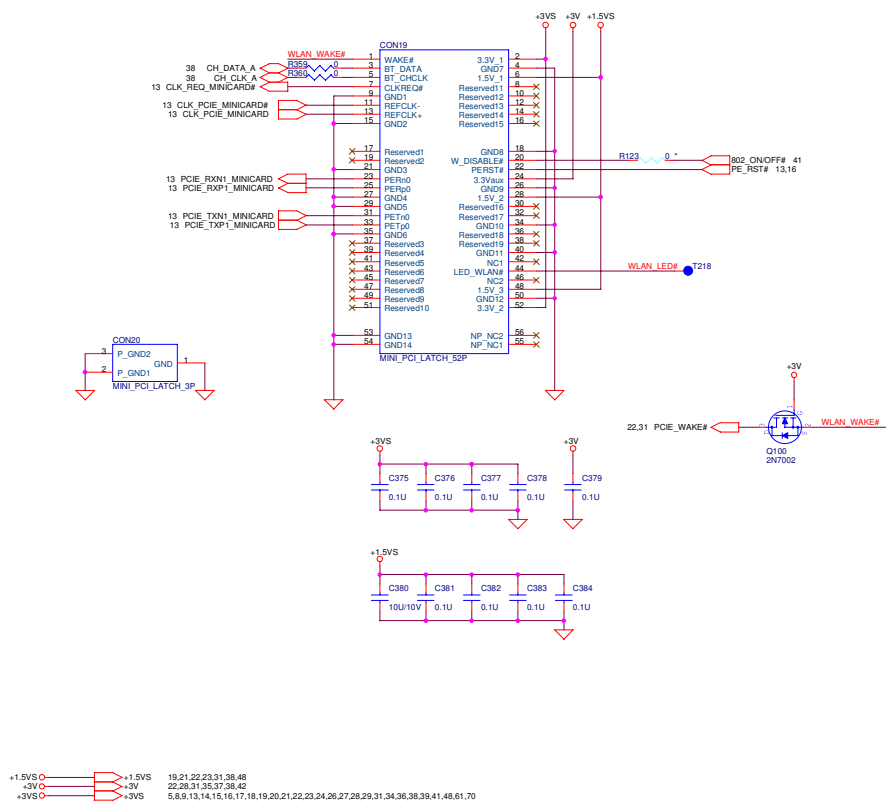 +3VS +3V +1.5VS
CON19
WLAN_WAKE# 1 WAKE# 3.3V_1 2
38 CH_DATA_A R359 0 3 BT_DATA GND7 4
38 CH_CLK_A R360 0 5 BT_CHCLK 1.5V_1 6
13 CLK_REQ_MINICARD# 7 CLKREQ# Reserved11 8
9 GND1 Reserved12 10
13 CLK_PCIE_MINICARD# 11 REFCLK- Reserved13 12
13 CLK_PCIE_MINICARD 13 REFCLK+ Reserved14 14
15 GND2 Reserved15 16
17 Reserved1 GND8 18
19 Reserved2 W_DISABLE# 20 R123 0 * 802_ON/OFF# 41
21 GND3 PERST# 22 PE_RST# 13,16
13 PCIE_RXN1_MINICARD 23 PERn0 3.3Vaux 24
13 PCIE_RXP1_MINICARD 25 PERp0 GND9 26
27 GND4 1.5V_2 28
29 GND5 Reserved16 30
13 PCIE_TXN1_MINICARD 31 PETn0 Reserved17 32
13 PCIE_TXP1_MINICARD 33 PETp0 GND10 34
35 GND6 Reserved18 36
37 Reserved3 Reserved19 38
39 Reserved4 GND11 40
41 Reserved5 NC1 42
43 Reserved6 LED_WLAN# 44 WLAN_LED# T218
45 Reserved7 NC2 46
47 Reserved8 1.5V_3 48
49 Reserved9 GND12 50
51 Reserved10 3.3V_2 52
53 GND13 NP_NC2 56
54 GND14 NP_NC1 55
MINI_PCI_LATCH_52P
CON20
3 P_GND2
GND 1
2 P_GND1
MINI_PCI_LATCH_3P
+3V
1 G
22,31 PCIE_WAKE# 3 D S 2 WLAN_WAKE#
Q100
2N7002
+3VS +3V
C375 C376 C377 C378 C379
0.1U 0.1U 0.1U 0.1U 0.1U
+1.5VS
C380 C381 C382 C383 C384
10U/10V 0.1U 0.1U 0.1U 0.1U
+1.5VS +1.5VS 19,21,22,23,31,38,48
+3V +3V 22,28,31,35,37,38,42
+3VS +3VS 5,8,9,13,14,15,16,17,18,19,20,21,22,23,24,26,27,28,29,31,34,36,38,39,41,48,61,70